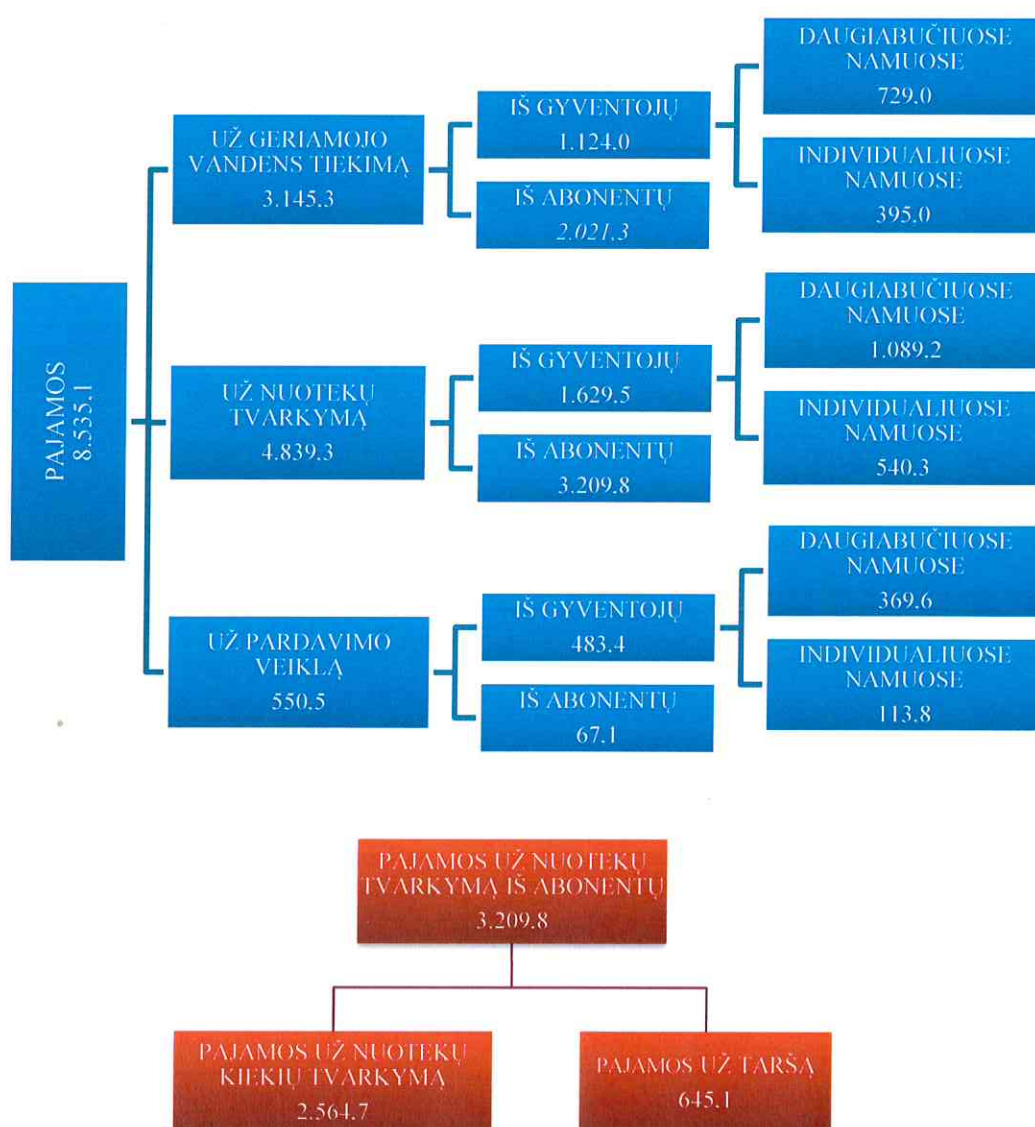 PAJAMOS
8.535,1
UŽ GERIAMOJO
VANDENS TIEKIMĄ
3.145,3
IŠ GYVENTOJŲ
1.124,0
DAUGIABUČIUOSE
NAMUOSE
729,0
INDIVIDUALIUOSE
NAMUOSE
395,0
IŠ ABONENTŲ
2.021,3
UŽ NUOTEKŲ
TVARKYMĄ
4.839,3
IŠ GYVENTOJŲ
1.629,5
DAUGIABUČIUOSE
NAMUOSE
1.089,2
INDIVIDUALIUOSE
NAMUOSE
540,3
IŠ ABONENTŲ
3.209,8
UŽ PARDAVIMO
VEIKLĄ
550,5
IŠ GYVENTOJŲ
483,4
DAUGIABUČIUOSE
NAMUOSE
369,6
INDIVIDUALIUOSE
NAMUOSE
113,8
IŠ ABONENTŲ
67,1
PAJAMOS UŽ NUOTEKŲ
TVARKYMĄ IŠ ABONENTŲ
3.209,8
PAJAMOS UŽ NUOTEKŲ
KIEKIŲ TVARKYMĄ
2.564,7
PAJAMOS UŽ TARŠĄ
645,1